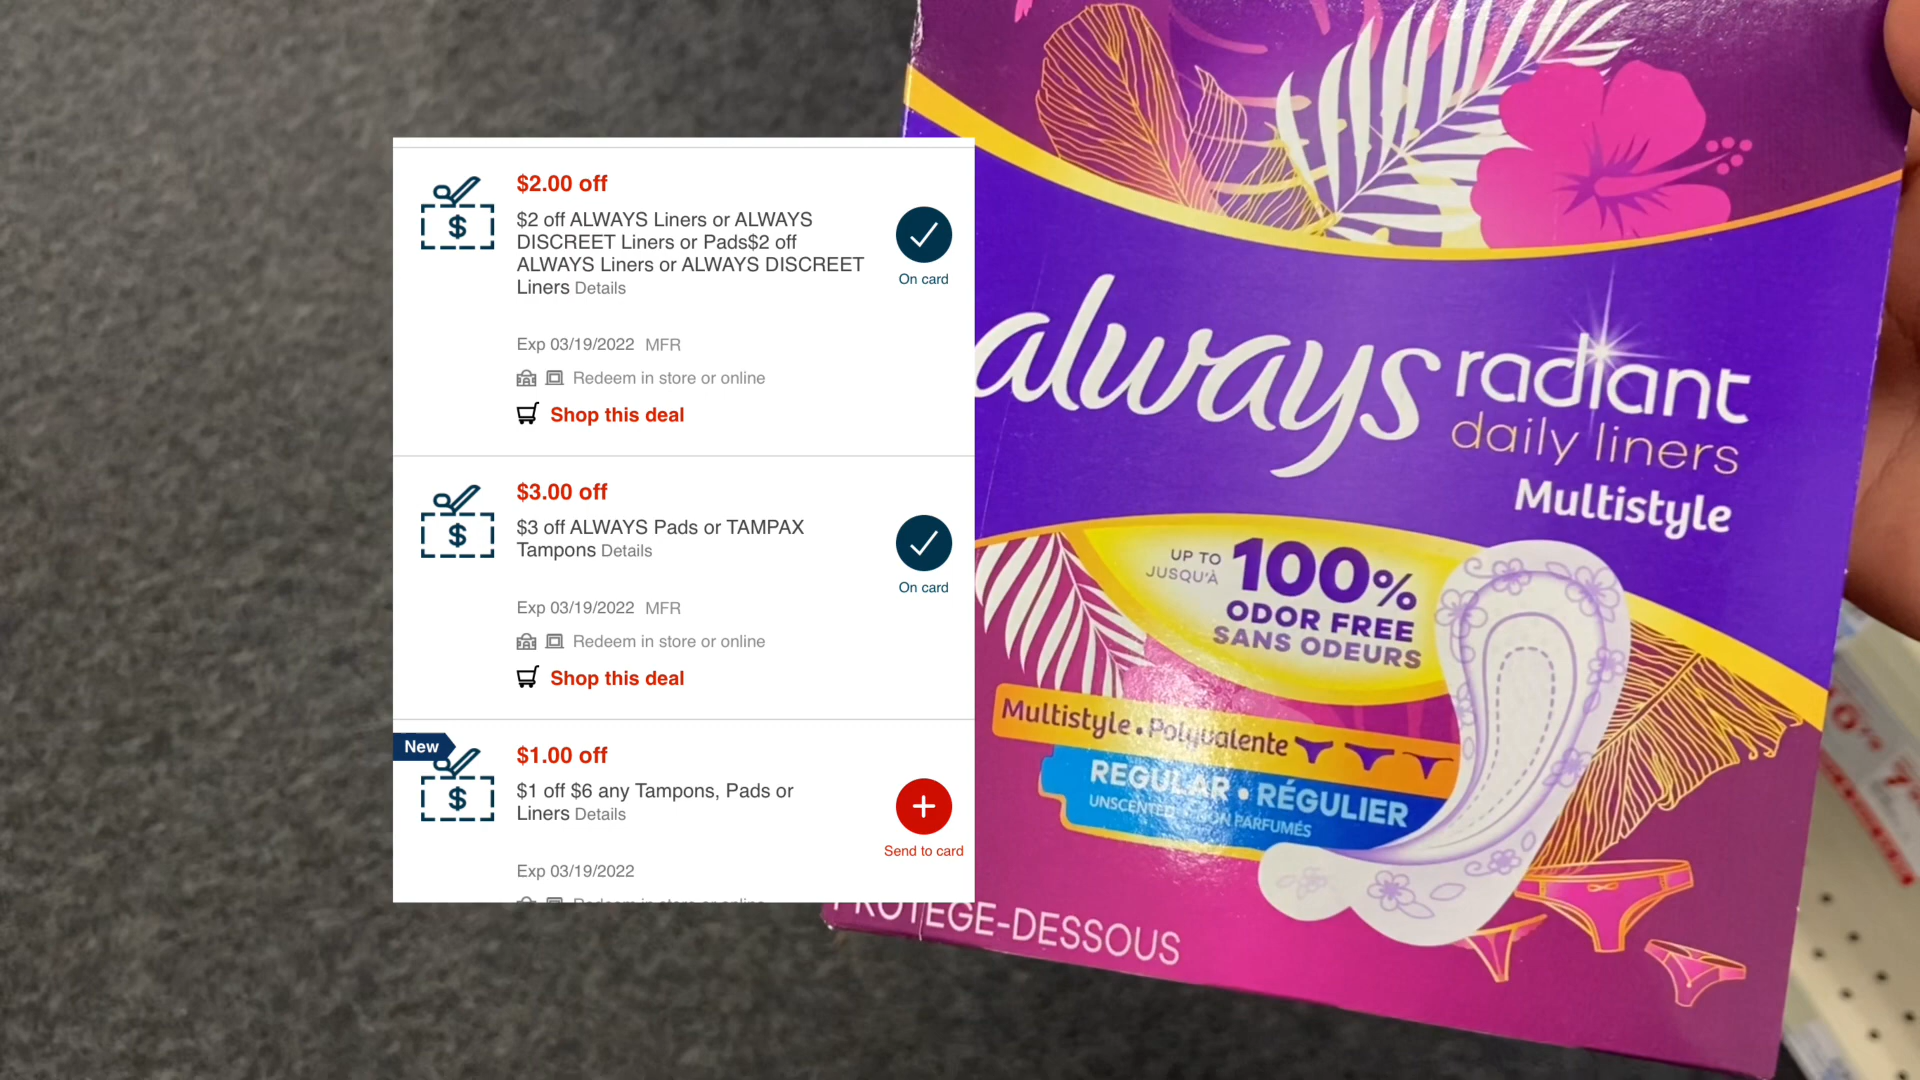 $2.00 off
$2 off ALWAYS Liners or ALWAYS
DISCREET Liners or Pads$2 off
ALWAYS Liners or ALWAYS DISCREET
Liners Details
On card
Exp 03/19/2022 MFR
Redeem in store or online
Shop this deal
$3.00 off
$3 off ALWAYS Pads or TAMPAX
Tampons Details
On card
Exp 03/19/2022 MFR
Redeem in store or online
Shop this deal
New
$1.00 off
$1 off $6 any Tampons, Pads or
Liners Details
Send to card
Exp 03/19/2022
always radiant
daily liners
Multistyle
UP TO
JUSQU'À
100%
ODOR FREE
SANS ODEURS
Multistyle • Polyvalente
REGULAR • RÉGULIER
UNSCENTED • NON PARFUMÉS
PROTÈGE-DESSOUS